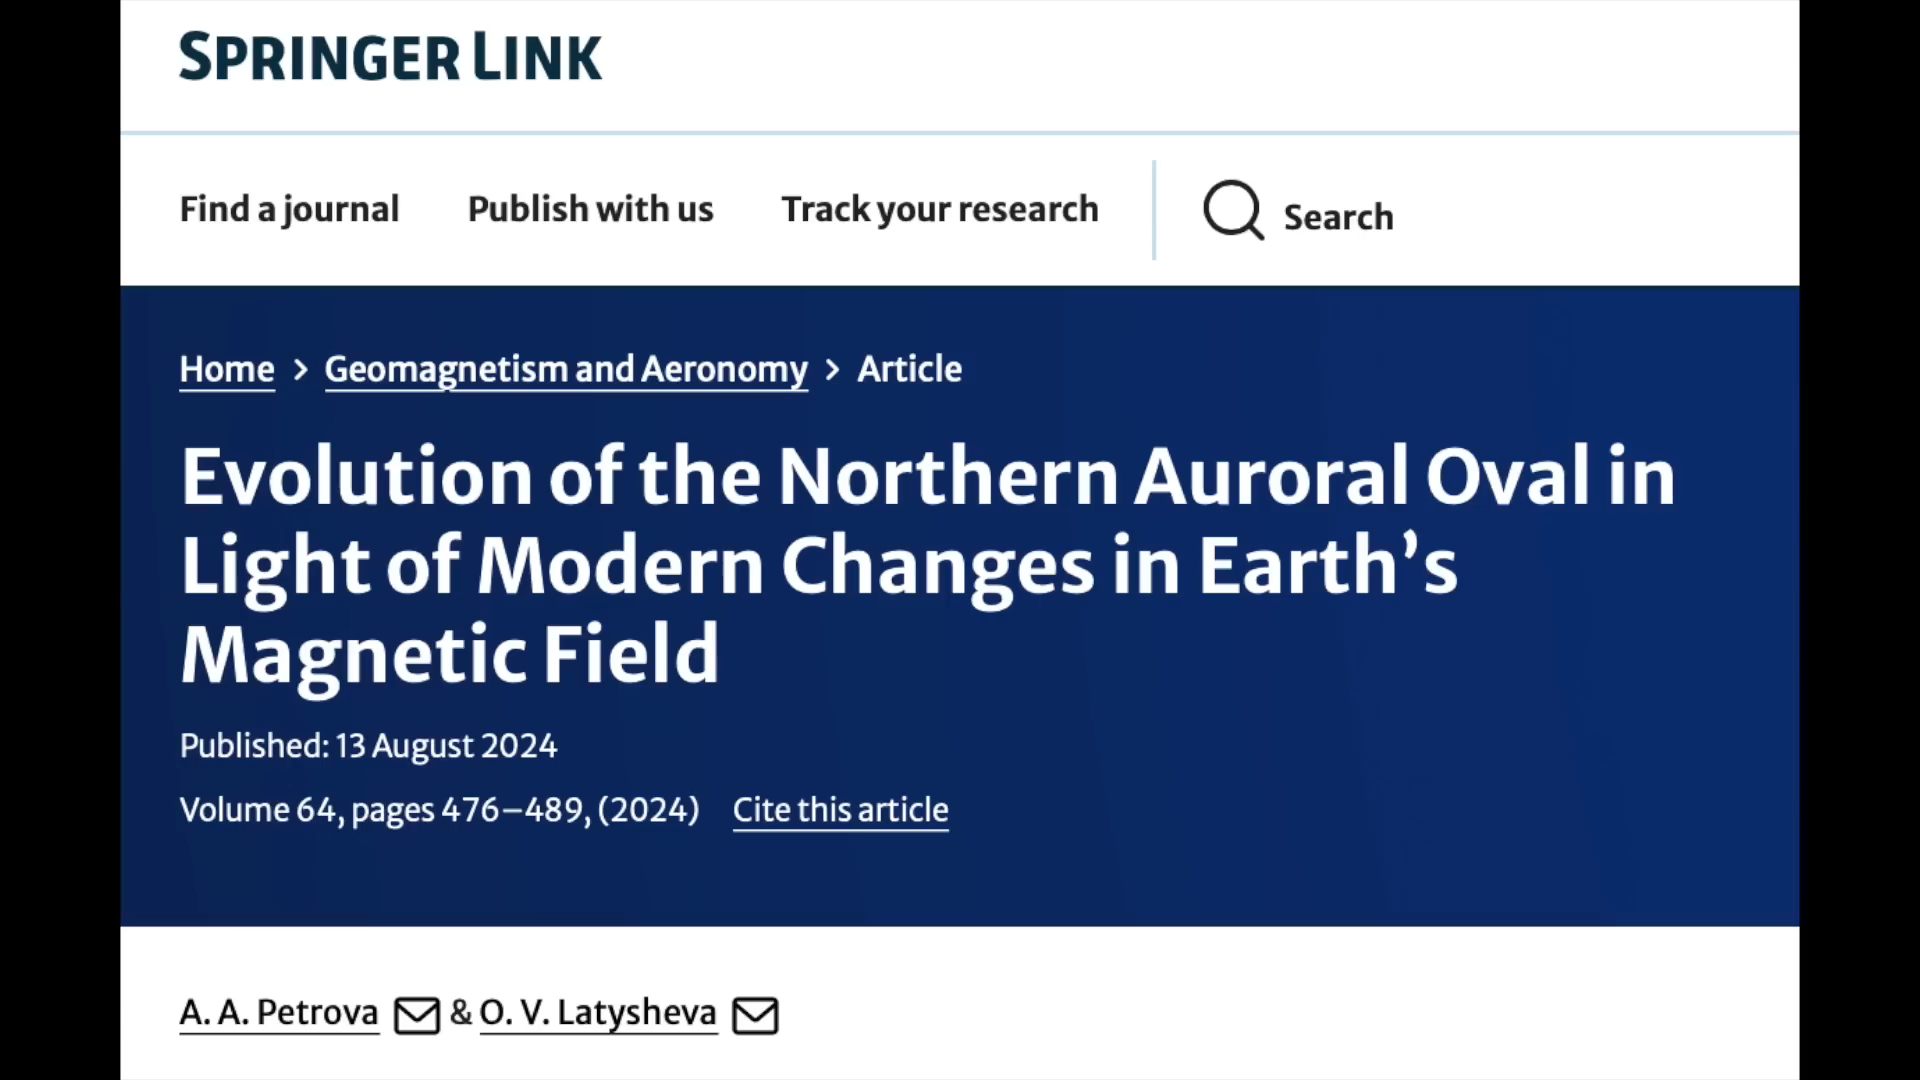 SPRINGER LINK
Find a journal Publish with us Track your research Search
Home > Geomagnetism and Aeronomy > Article
Evolution of the Northern Auroral Oval in
Light of Modern Changes in Earth’s
Magnetic Field
Published: 13 August 2024
Volume 64, pages 476–489, (2024) Cite this article
A. A. Petrova & O. V. Latysheva